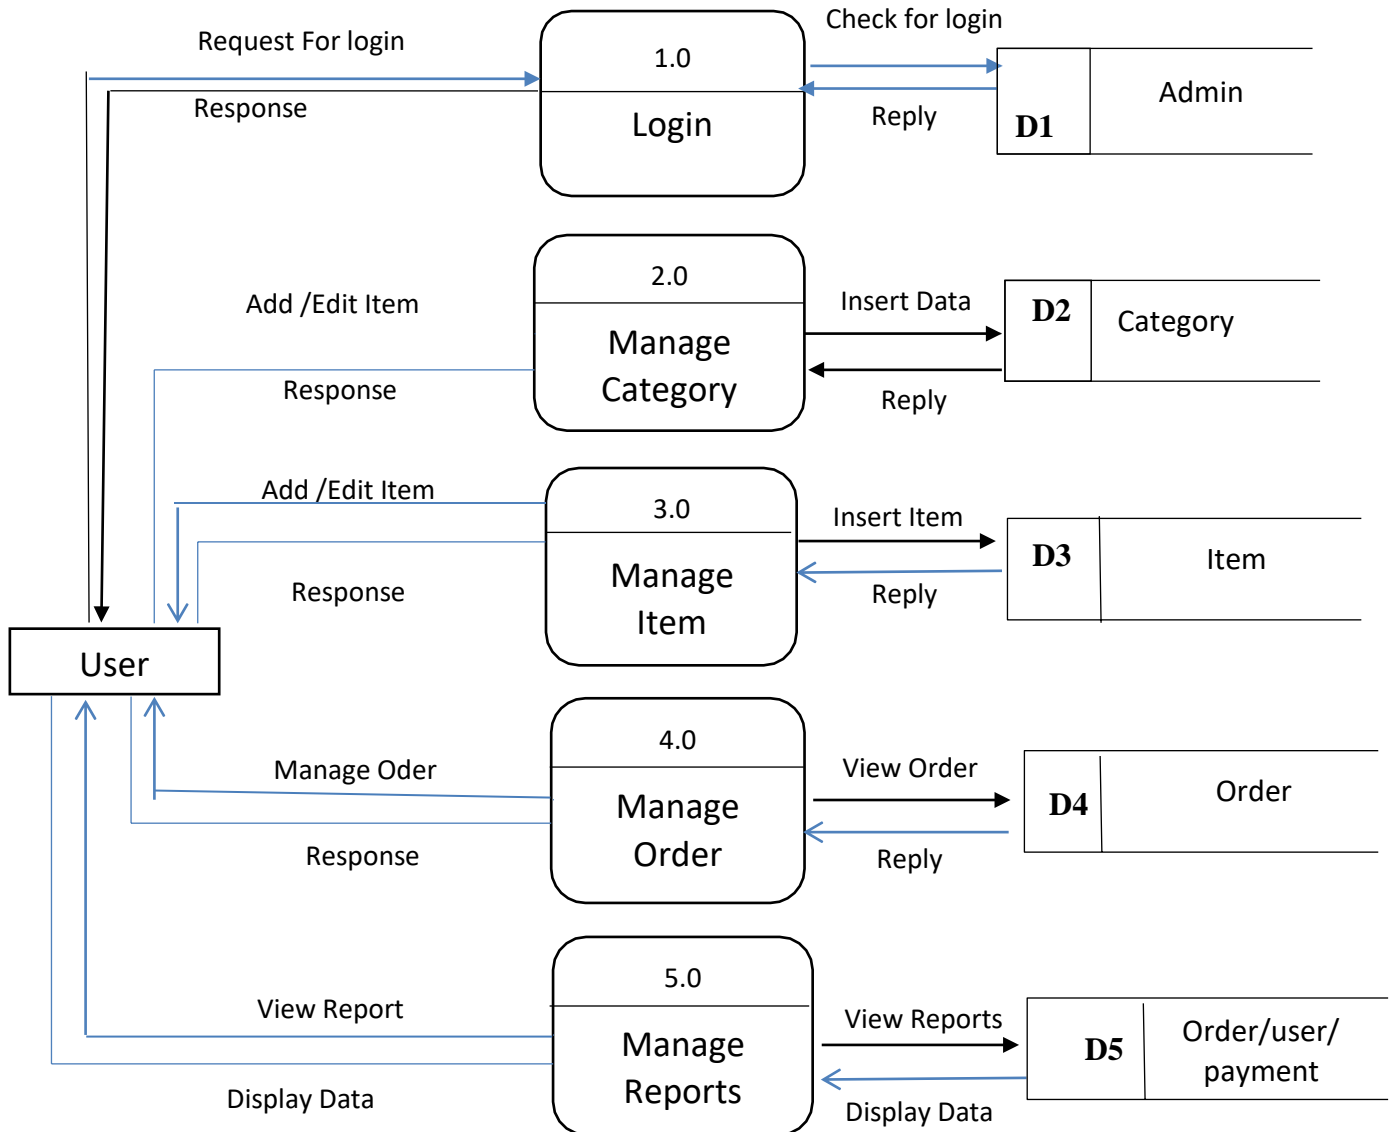 Request For login
Response
1.0
Login
Check for login
Reply
D1
Admin
Add /Edit Item
Response
2.0
Manage
Category
Insert Data
Reply
D2
Category
Add /Edit Item
Response
3.0
Manage
Item
Insert Item
Reply
D3
Item
User
Manage Oder
Response
4.0
Manage
Order
View Order
Reply
D4
Order
View Report
Display Data
5.0
Manage
Reports
View Reports
Display Data
D5
Order/user/
payment